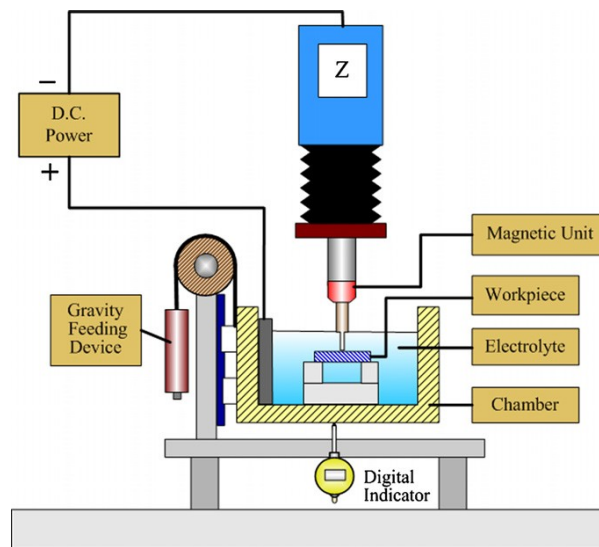 Z
−
D.C.
Power
+
Magnetic Unit
Workpiece
Gravity
Feeding
Device
Electrolyte
Chamber
Digital
Indicator